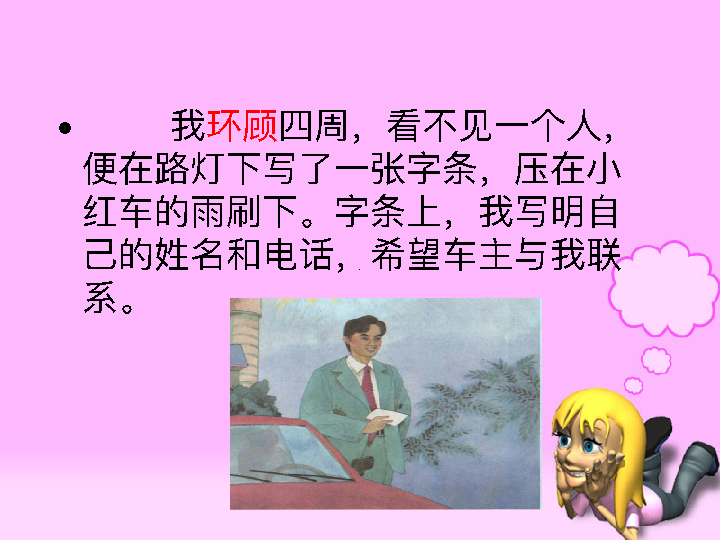 • 我环顾四周，看不见一个人，
便在路灯下写了一张字条，压在小
红车的雨刷下。字条上，我写明自
己的姓名和电话，希望车主与我联
系。